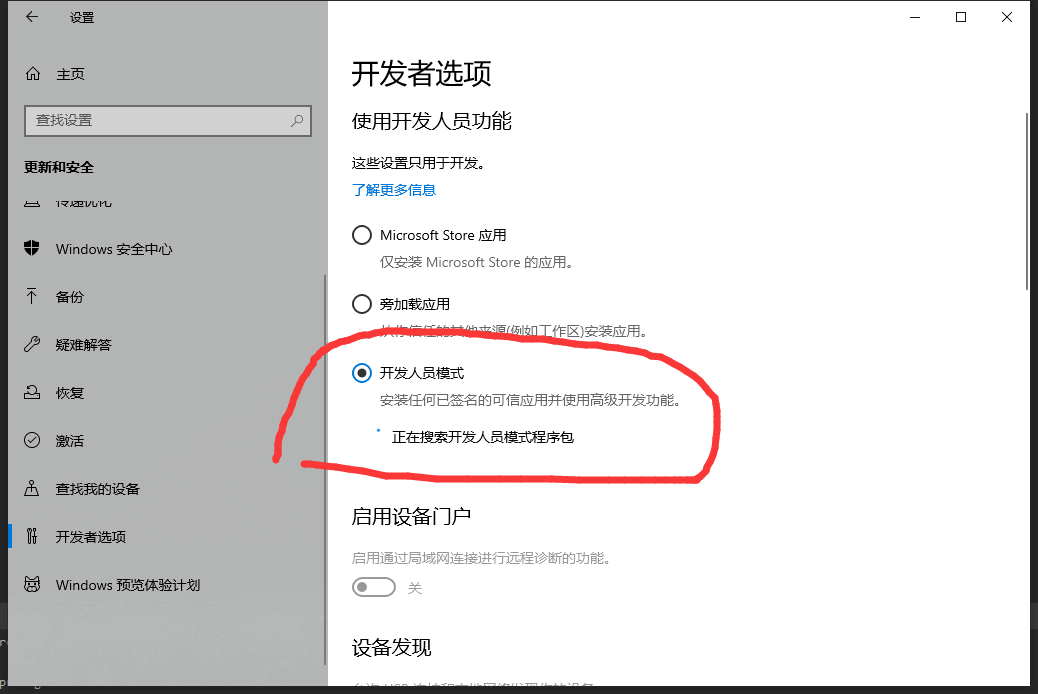 设置
主页
查找设置
更新和安全
传递优化
Windows 安全中心
备份
疑难解答
恢复
激活
查找我的设备
开发者选项
Windows 预览体验计划
开发者选项
使用开发人员功能
这些设置只用于开发。
了解更多信息
Microsoft Store 应用
仅安装 Microsoft Store 的应用。
旁加载应用
从你信任的其他来源(例如工作区)安装应用。
开发人员模式
安装任何已签名的可信应用并使用高级开发功能。
正在搜索开发人员模式程序包
启用设备门户
启用通过局域网连接进行远程诊断的功能。
关
设备发现